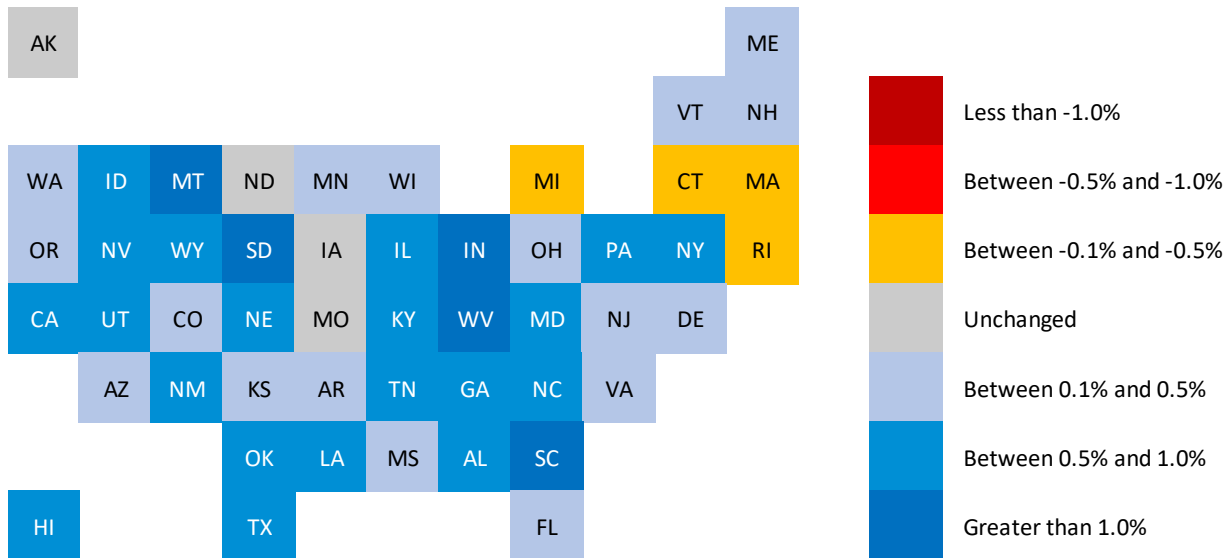 AK ME
VT NH Less than -1.0%
WA ID MT ND MN WI MI CT MA Between -0.5% and -1.0%
OR NV WY SD IA IL IN OH PA NY RI Between -0.1% and -0.5%
CA UT CO NE MO KY WV MD NJ DE Unchanged
AZ NM KS AR TN GA NC VA Between 0.1% and 0.5%
OK LA MS AL SC Between 0.5% and 1.0%
HI TX FL Greater than 1.0%